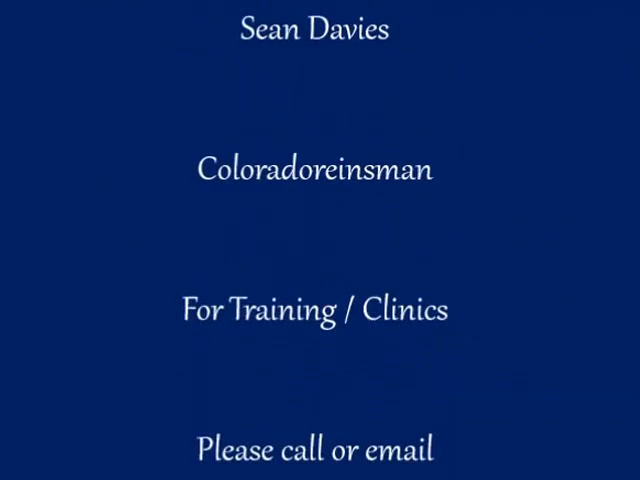 Sean Davies
Coloradoreinsman
For Training / Clinics
Please call or email